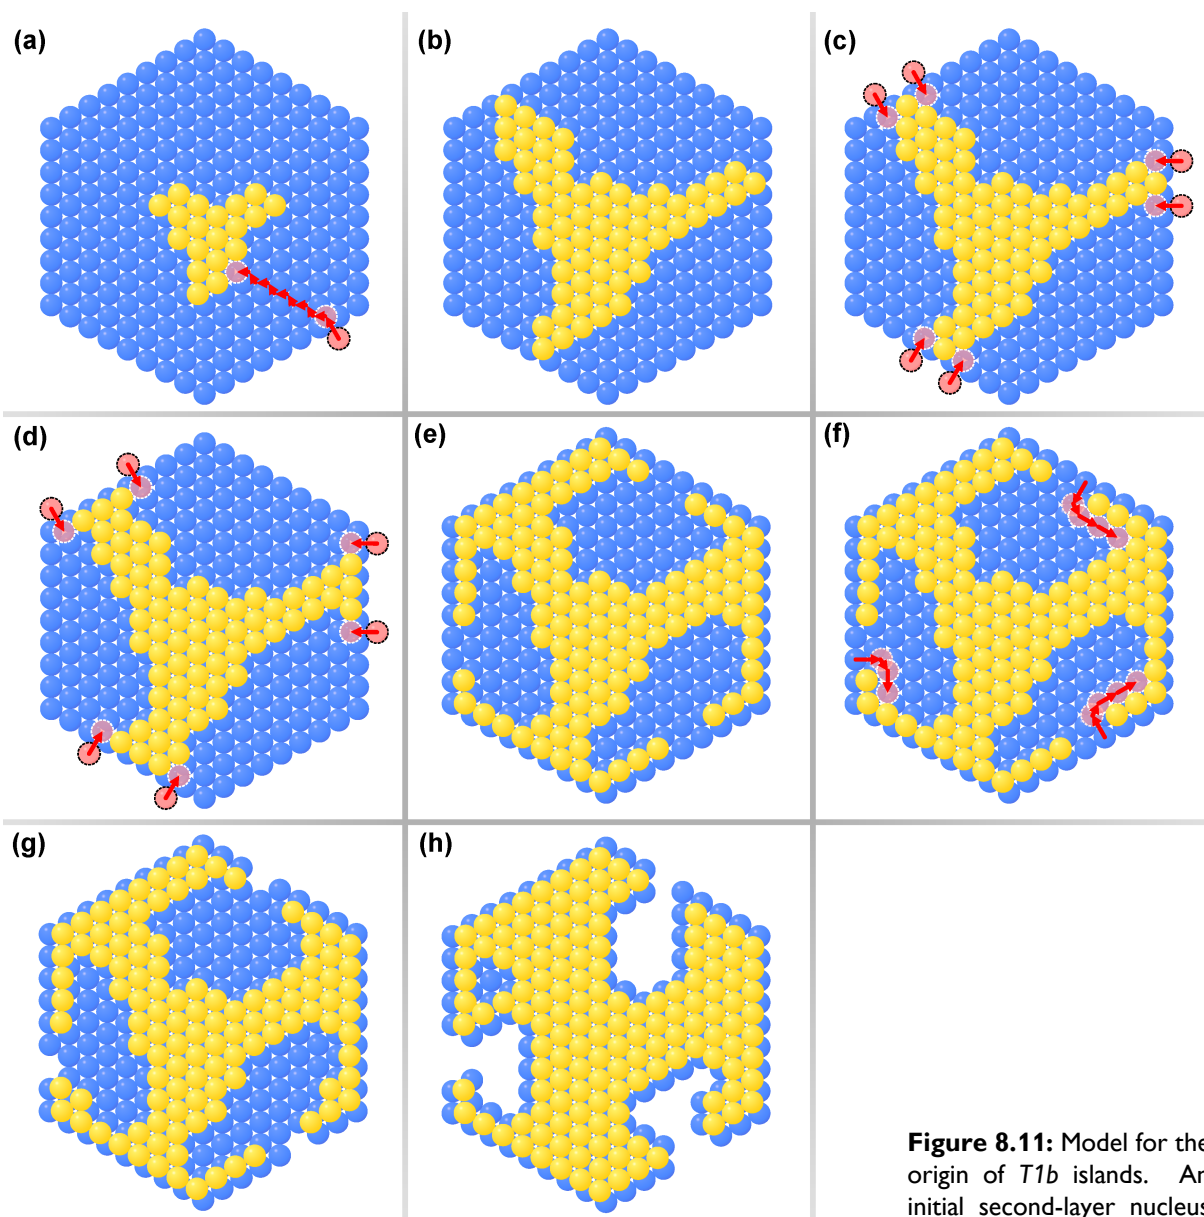 (a)
(b)
(c)
(d)
(e)
(f)
(g)
(h)
Figure 8.11: Model for the
origin of T1b islands. An
initial second-layer nucleus